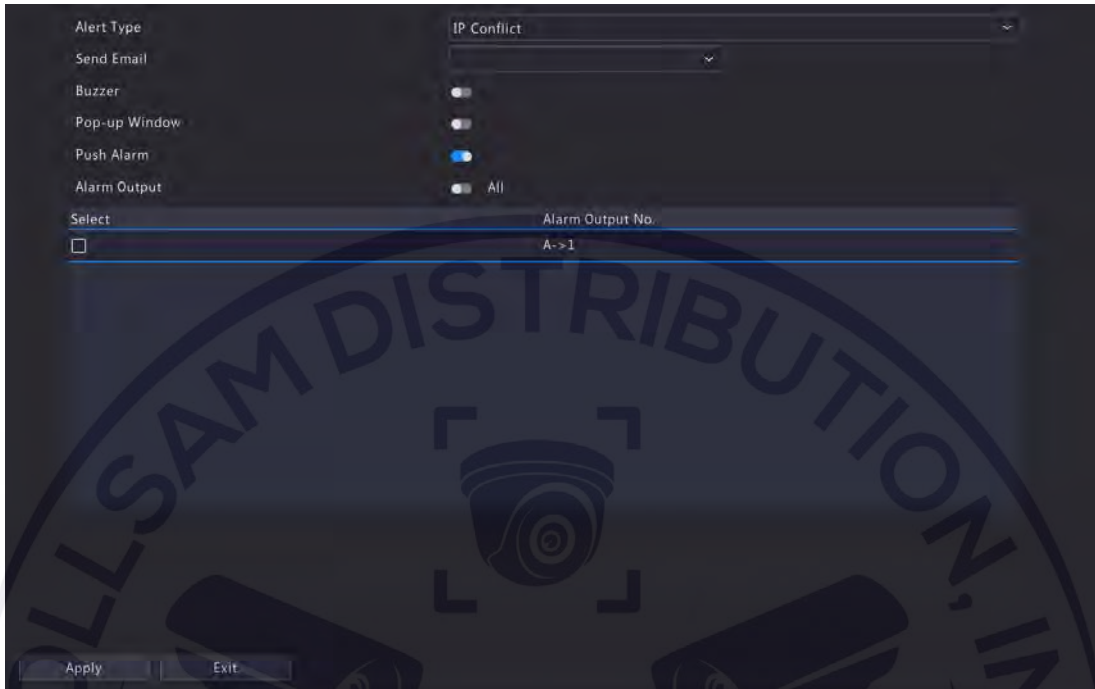 Alert Type IP Conflict
Send Email
Buzzer
Pop-up Window
Push Alarm
Alarm Output All
Select Alarm Output No.
A->1
SAM DISTRIBUTION, IN
Apply Exit